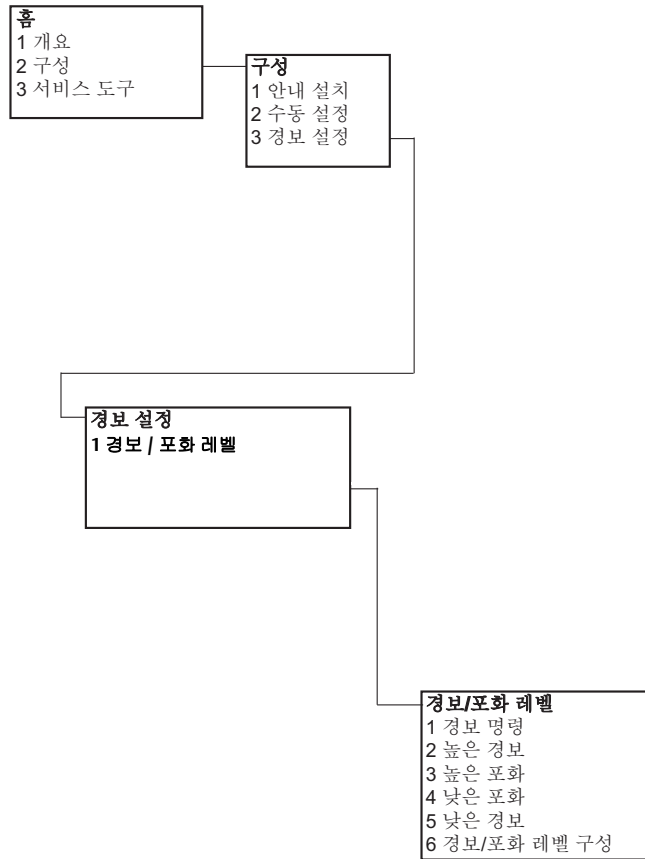 홈
1 개요
2 구성
3 서비스 도구
구성
1 안내 설치
2 수동 설정
3 경보 설정
경보 설정
1 경보 / 포화 레벨
경보/포화 레벨
1 경보 명령
2 높은 경보
3 높은 포화
4 낮은 포화
5 낮은 경보
6 경보/포화 레벨 구성